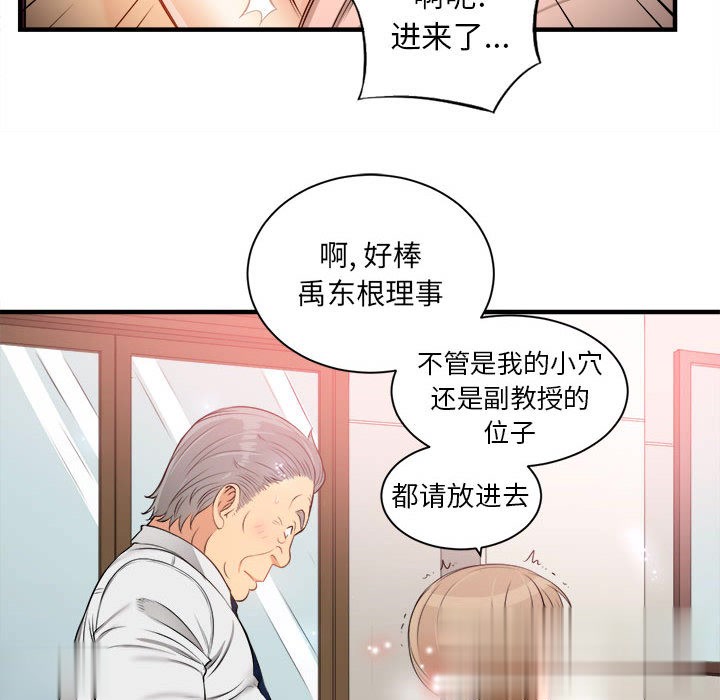 进来了...
啊, 好棒
禹东根理事
不管是我的小穴
还是副教授的
位子
都请放进去